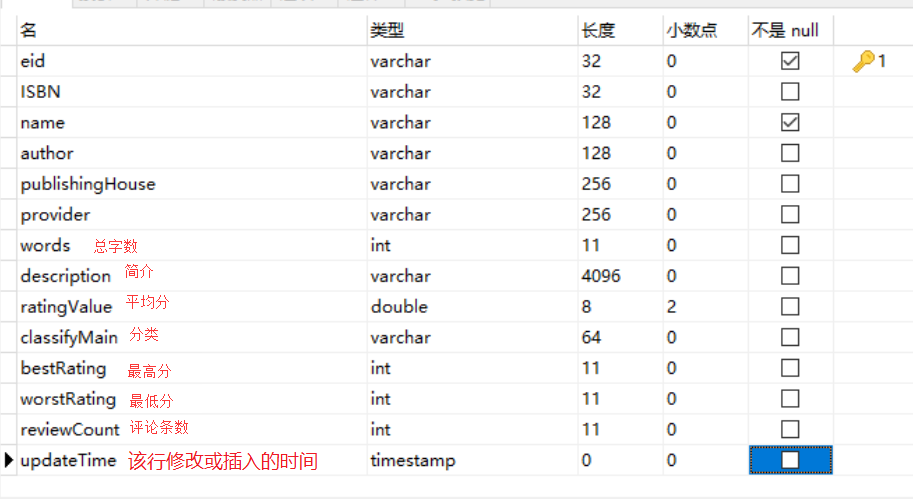 名 类型 长度 小数点 不是 null
eid varchar 32 0 1
ISBN varchar 32 0
name varchar 128 0
author varchar 128 0
publishingHouse varchar 256 0
provider varchar 256 0
words 总字数 int 11 0
description 简介 varchar 4096 0
ratingValue 平均分 double 8 2
classifyMain 分类 varchar 64 0
bestRating 最高分 int 11 0
worstRating 最低分 int 11 0
reviewCount 评论条数 int 11 0
updateTime 该行修改或插入的时间 timestamp 0 0